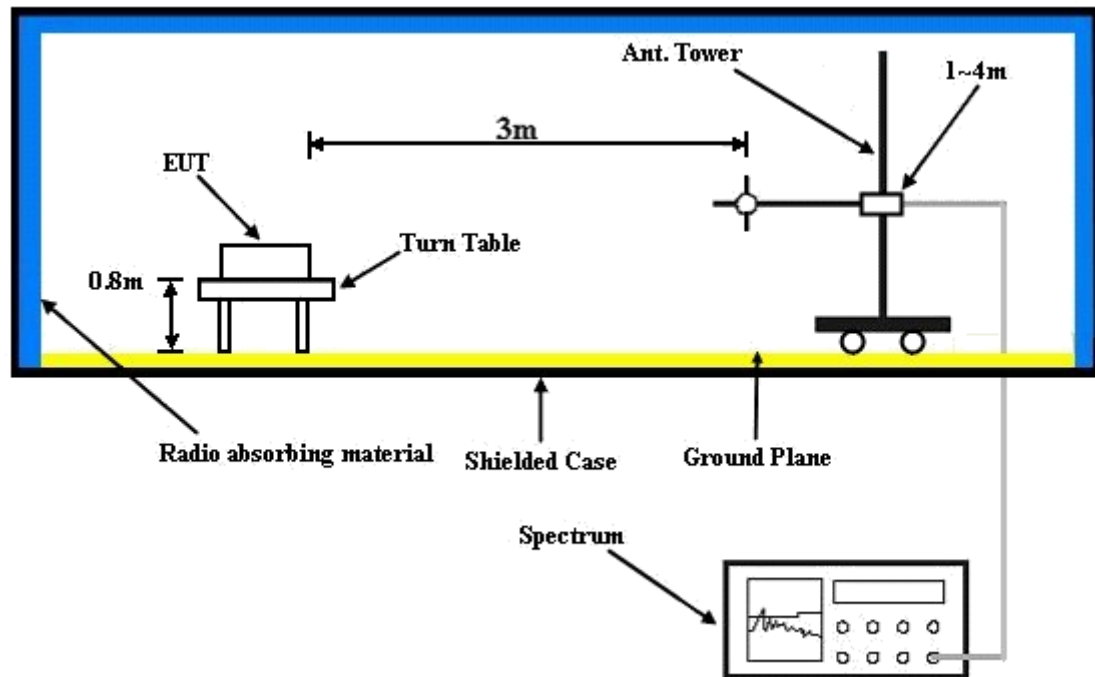 Ant. Tower
1~4m
3m
EUT
Turn Table
0.8m
Radio absorbing material
Shielded Case
Ground Plane
Spectrum